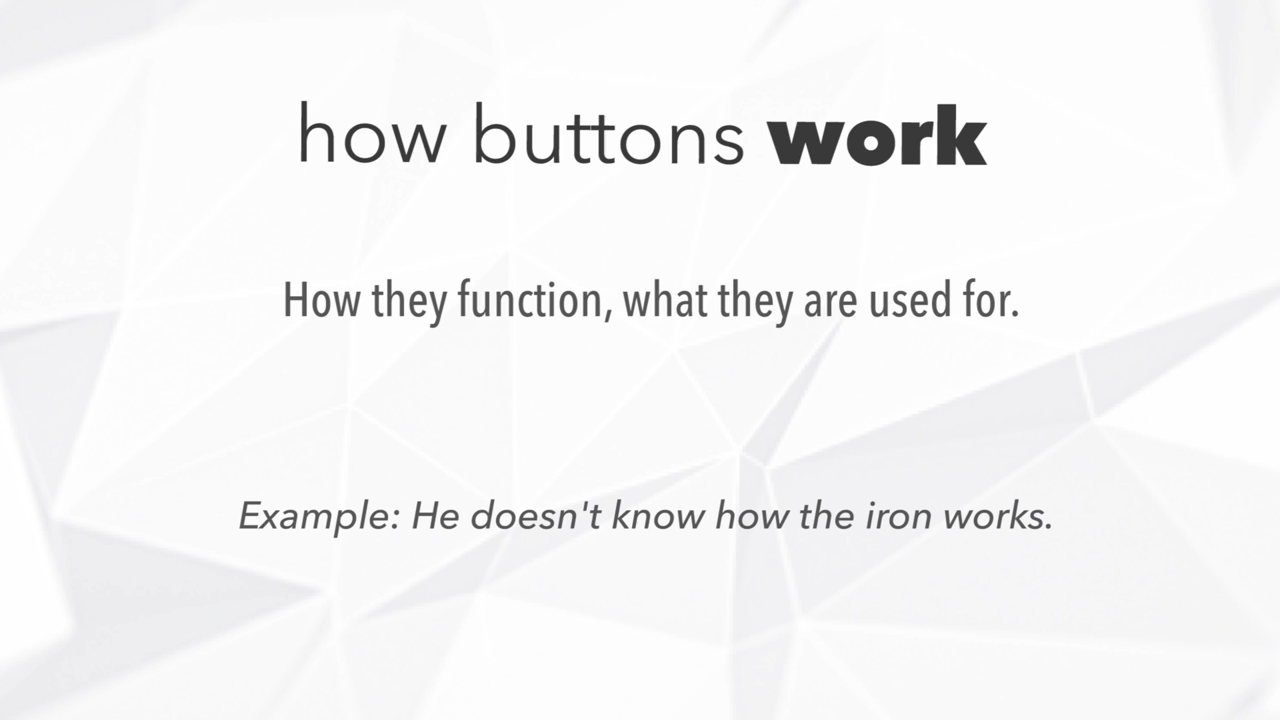 how buttons work
How they function, what they are used for.
Example: He doesn't know how the iron works.